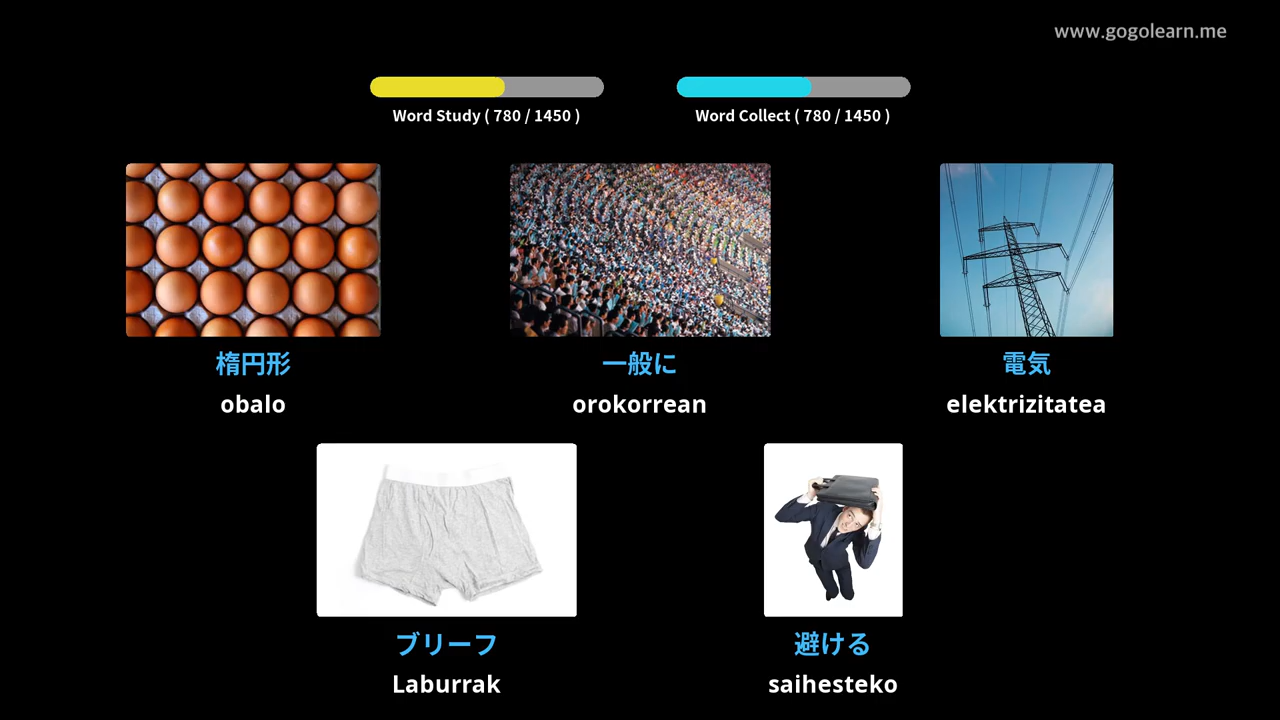 www.gogolearn.me
Word Study ( 780 / 1450 )
Word Collect ( 780 / 1450 )
楕円形
obalo
一般に
orokorrean
電気
elektrizitatea
ブリーフ
Laburrak
避ける
saihesteko